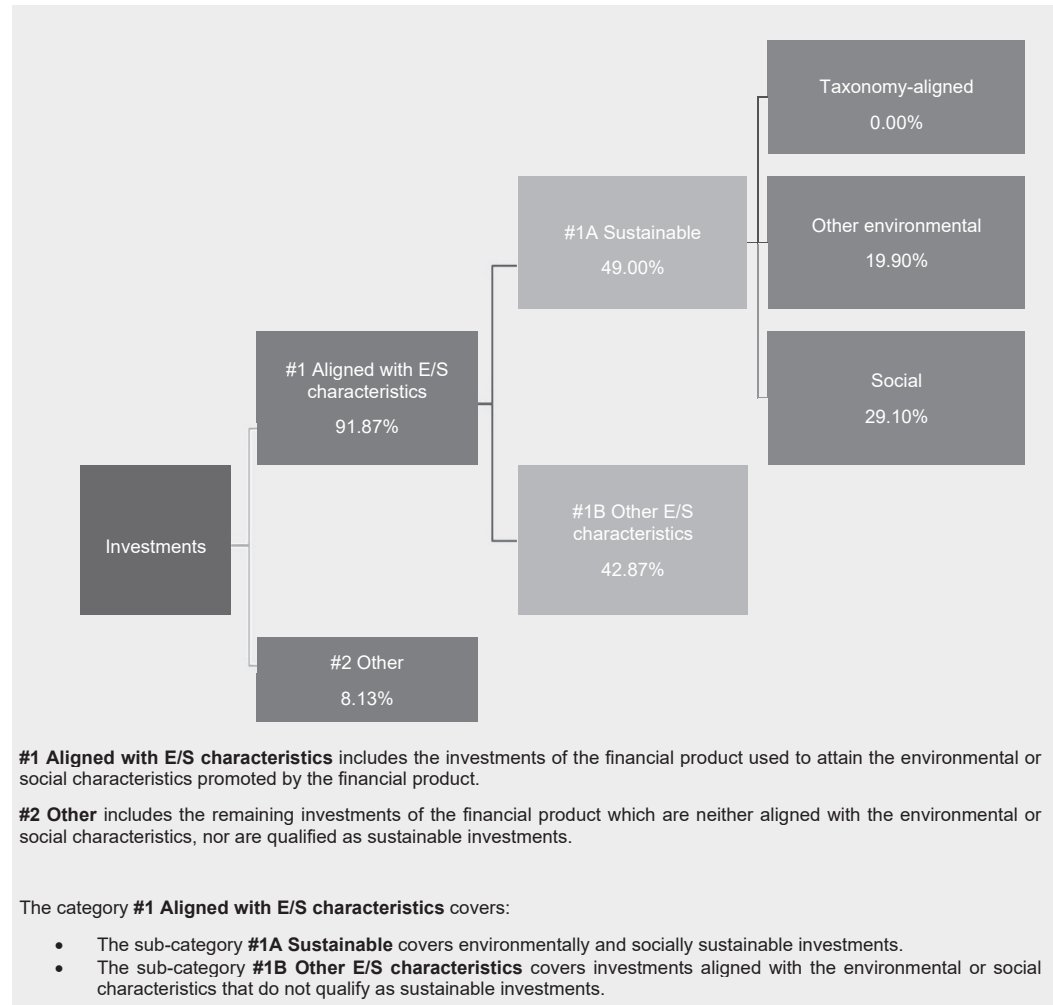 Taxonomy-aligned
0.00%
#1A Sustainable
49.00%
Other environmental
19.90%
#1 Aligned with E/S
characteristics
91.87%
Social
29.10%
Investments
#1B Other E/S
characteristics
42.87%
#2 Other
8.13%
#1 Aligned with E/S characteristics includes the investments of the financial product used to attain the environmental or
social characteristics promoted by the financial product.
#2 Other includes the remaining investments of the financial product which are neither aligned with the environmental or
social characteristics, nor are qualified as sustainable investments.
The category #1 Aligned with E/S characteristics covers:
• The sub-category #1A Sustainable covers environmentally and socially sustainable investments.
• The sub-category #1B Other E/S characteristics covers investments aligned with the environmental or social
characteristics that do not qualify as sustainable investments.